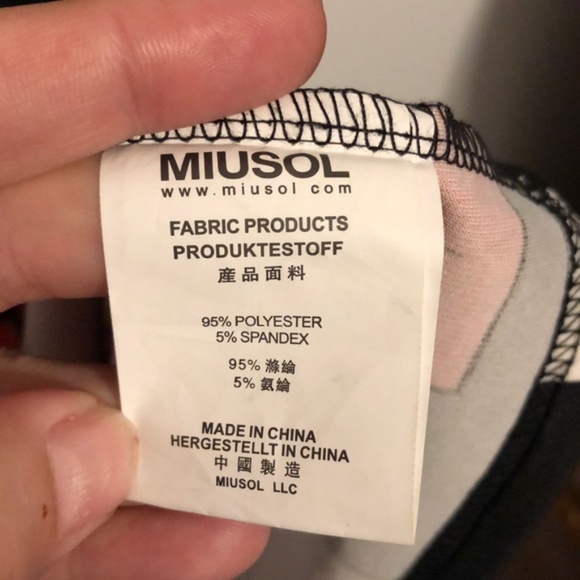 MIUSOL
www.miusol com
FABRIC PRODUCTS
PRODUKTESTOFF
産品面料
95% POLYESTER
5% SPANDEX
95% 滌綸
5% 氨綸
MADE IN CHINA
HERGESTELLT IN CHINA
中國製造
MIUSOL LLC